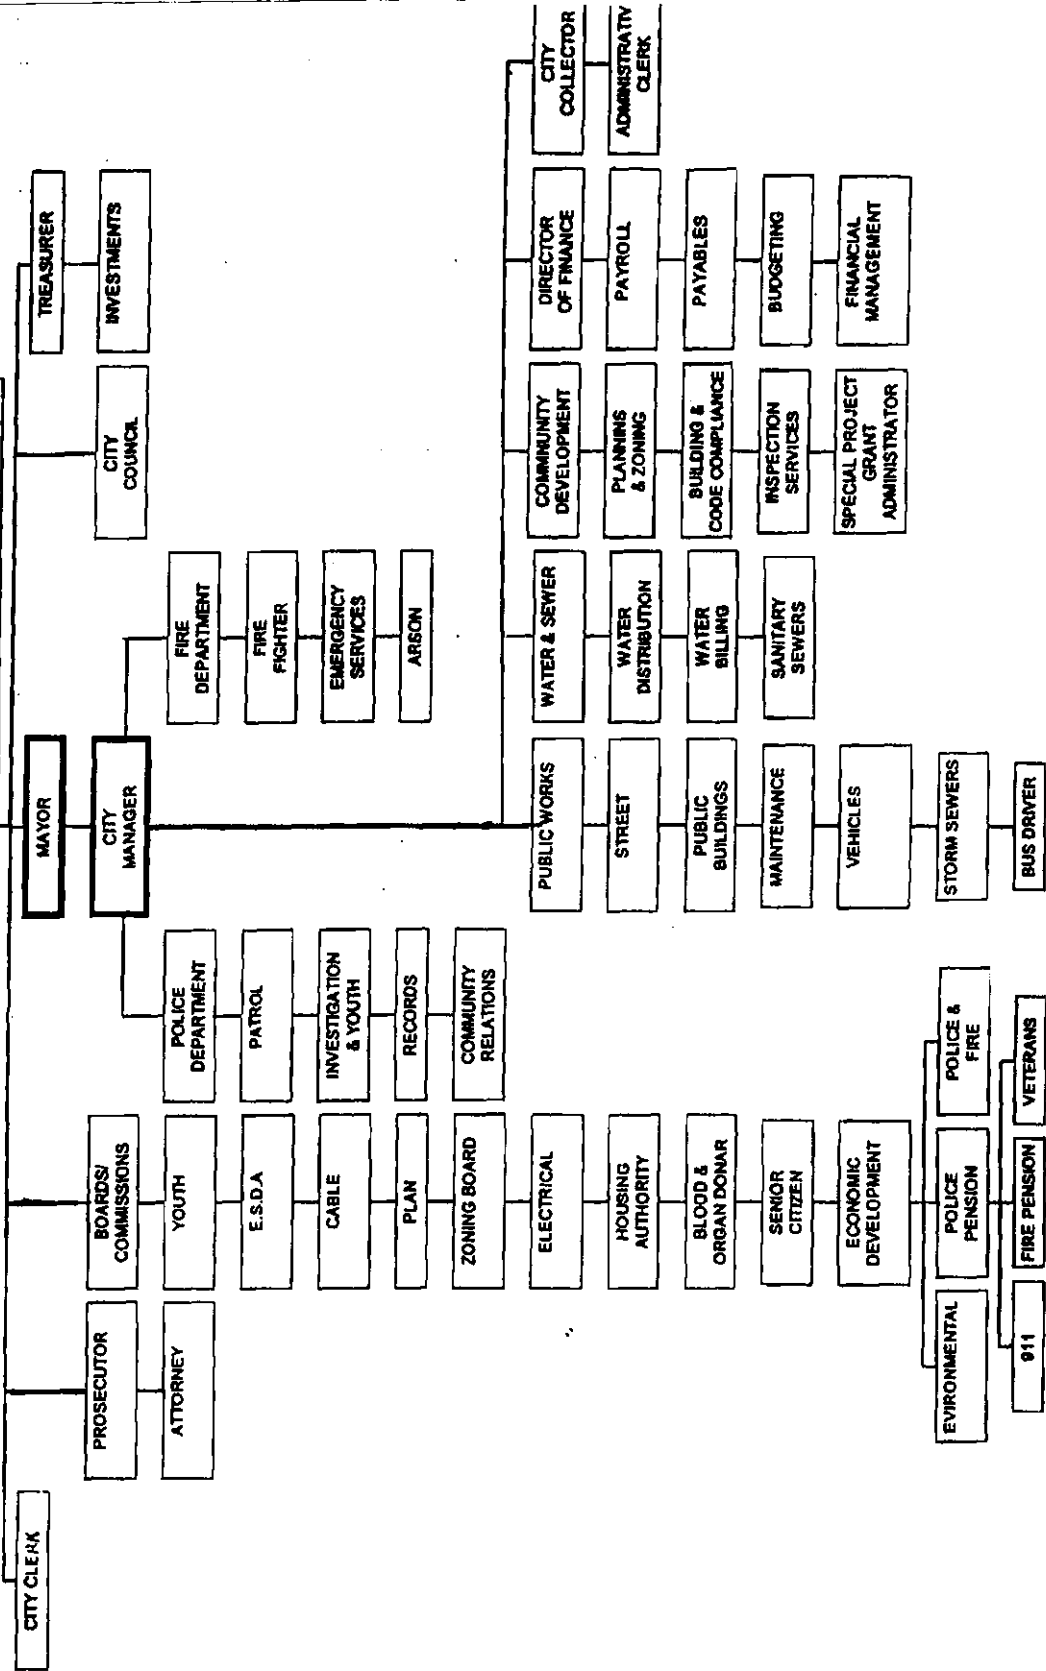 CITY CLERK
PROSECUTOR
ATTORNEY
BOARDS/
COMMISSIONS
YOUTH
E.S.D.A
CABLE
PLAN
ZONING BOARD
ELECTRICAL
HOUSING
AUTHORITY
BLOOD &
ORGAN DONAR
SENIOR
CITIZEN
ECONOMIC
DEVELOPMENT
EVIRONMENTAL
POLICE
PENSION
POLICE &
FIRE
911
FIRE PENSION
VETERANS
MAYOR
CITY
MANAGER
POLICE
DEPARTMENT
PATROL
INVESTIGATION
& YOUTH
RECORDS
COMMUNITY
RELATIONS
FIRE
DEPARTMENT
FIRE
FIGHTER
EMERGENCY
SERVICES
ARSON
CITY
COUNCIL
TREASURER
INVESTMENTS
PUBLIC WORKS
STREET
PUBLIC
BUILDINGS
MAINTENANCE
VEHICLES
STORM SEWERS
BUS DRIVER
WATER & SEWER
WATER
DISTRIBUTION
WATER
BILLING
SANITARY
SEWERS
COMMUNITY
DEVELOPMENT
PLANNINS
& ZONING
BUILDING &
CODE COMPLIANCE
INSPECTION
SERVICES
SPECIAL PROJECT
GRANT
ADMINISTRATOR
DIRECTOR
OF FINANCE
PAYROLL
PAYABLES
BUDGETING
FINANCIAL
MANAGEMENT
CITY
COLLECTOR
ADMINISTRATIV
CLERK